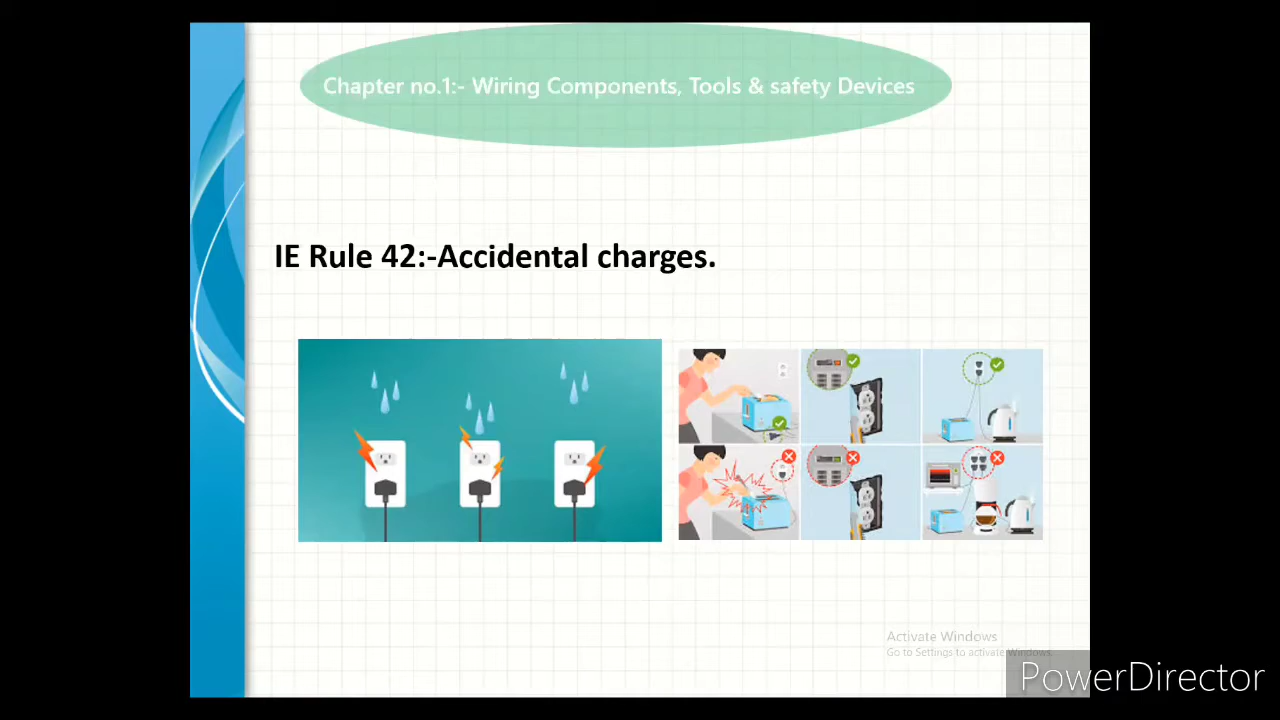 Chapter no.1:- Wiring Components, Tools & safety Devices
IE Rule 42:-Accidental charges.
Activate Windows
Go to Settings to activate Windows.
PowerDirector